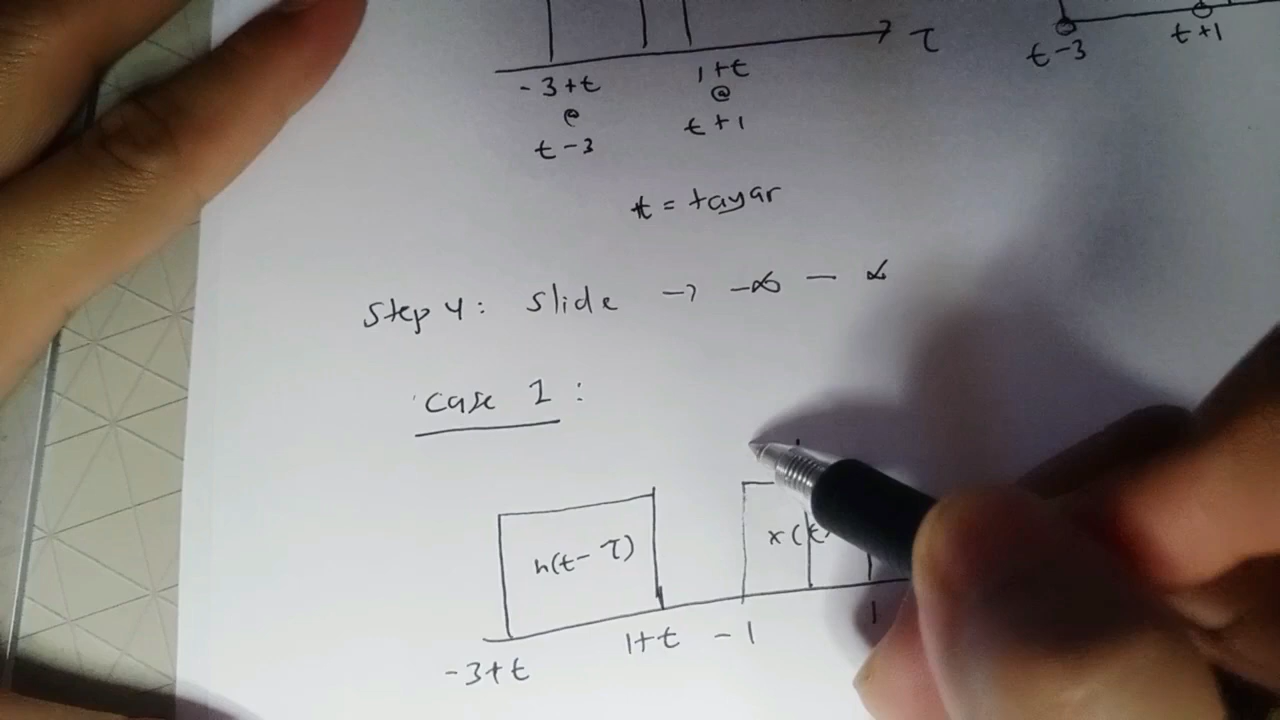 τ
-3+t 1+t
@ @
t-3 t+1
t-3 t+1
t = tayar
Step 4: slide → -∞ - ∞
case 1:
h(t-τ) x(t
-3+t 1+t -1 1